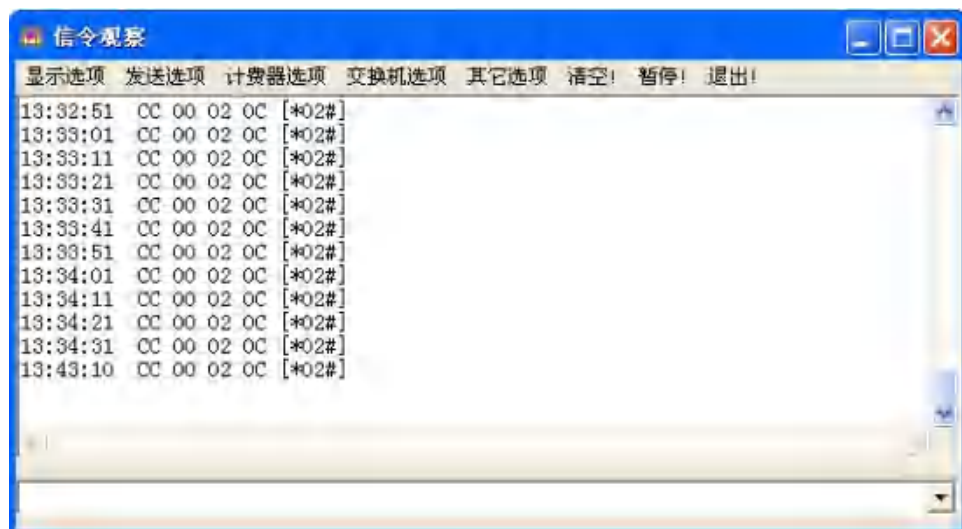 信令观察
显示选项 发送选项 计费器选项 交换机选项 其它选项 清空! 暂停! 退出!
13:32:51 CC 00 02 0C [*02#]
13:33:01 CC 00 02 0C [*02#]
13:33:11 CC 00 02 0C [*02#]
13:33:21 CC 00 02 0C [*02#]
13:33:31 CC 00 02 0C [*02#]
13:33:41 CC 00 02 0C [*02#]
13:33:51 CC 00 02 0C [*02#]
13:34:01 CC 00 02 0C [*02#]
13:34:11 CC 00 02 0C [*02#]
13:34:21 CC 00 02 0C [*02#]
13:34:31 CC 00 02 0C [*02#]
13:43:10 CC 00 02 0C [*02#]